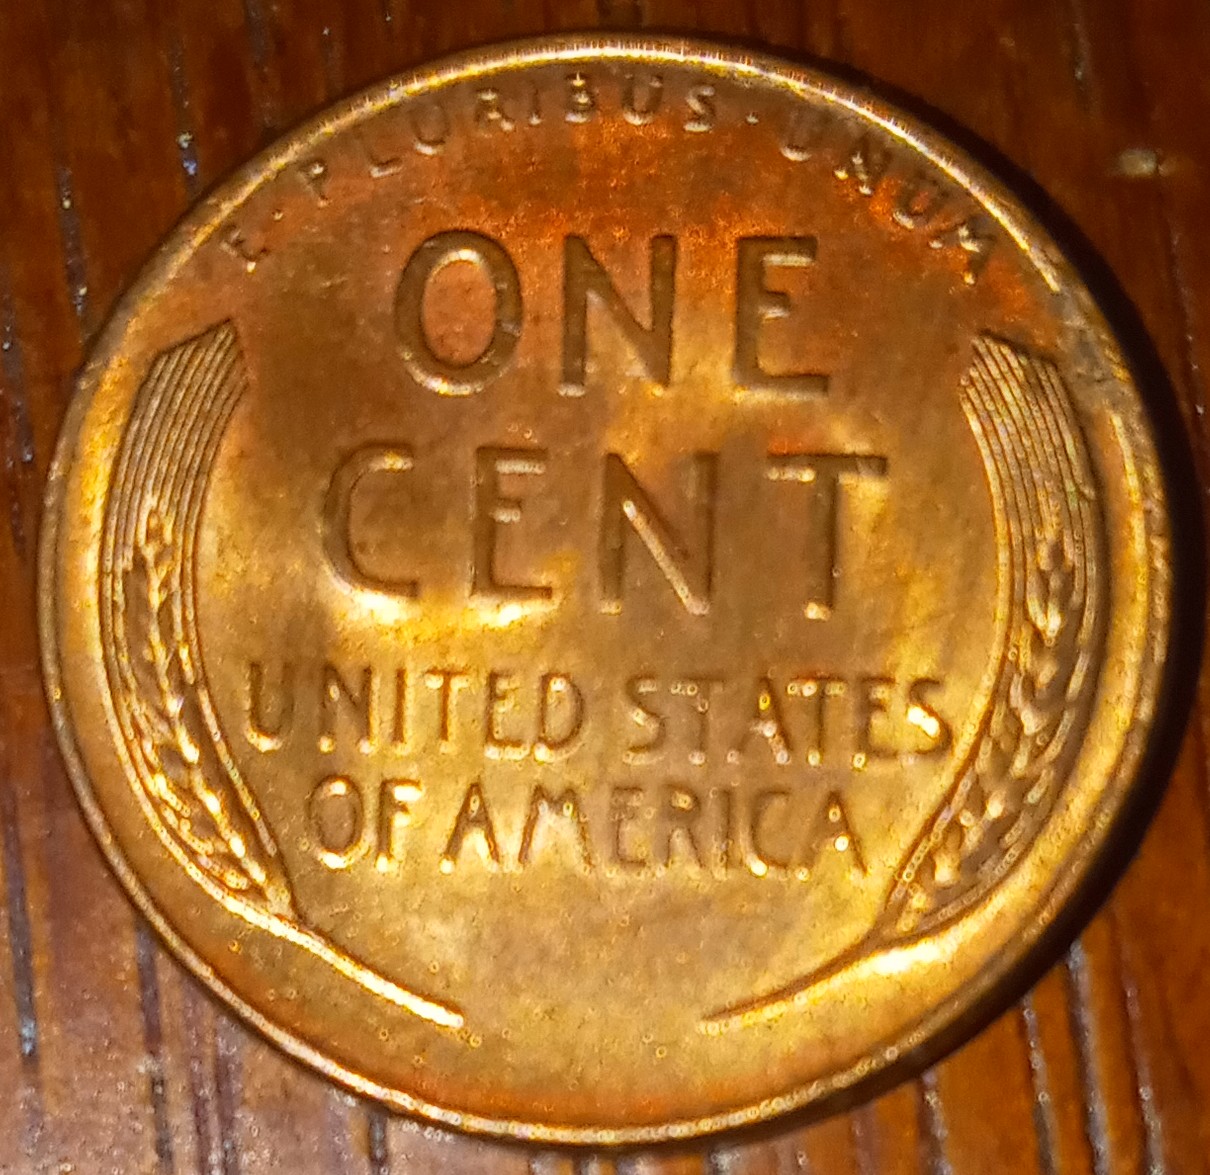 E · PLURIBUS · UNUM
ONE
CENT
UNITED STATES
OF AMERICA